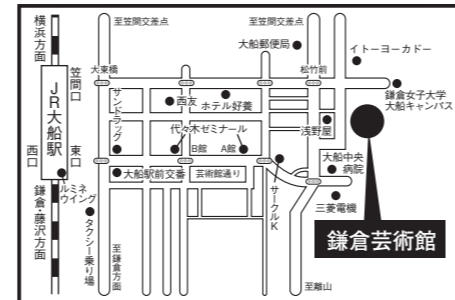 横浜方面
至笠間交差点
至笠間交差点
大船郵便局
イトーヨーカドー
笠間口
大東橋
松竹前
JR大船駅
西友
ホテル好養
鎌倉女子大学
大船キャンパス
サンドラッグ
代々木ゼミナール
浅野屋
西口
東口
B館
A館
大船中央
病院
大船駅前交番
芸術館通り
ルミネ
ウイング
サークルK
三菱電機
鎌倉・藤沢方面
タクシー乗り場
鎌倉芸術館
至鎌倉方面
至離山